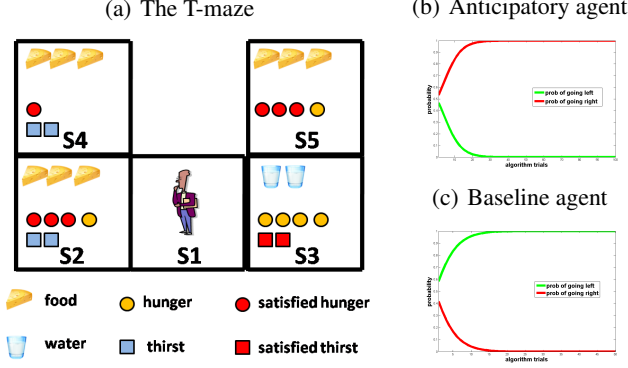 (a) The T-maze
S4
S5
S2
S1
S3
food
hunger
satisfied hunger
water
thirst
satisfied thirst
(b) Anticipatory agent
probability
prob of going left
prob of going right
algorithm trials
(c) Baseline agent
probability
prob of going left
prob of going right
algorithm trials